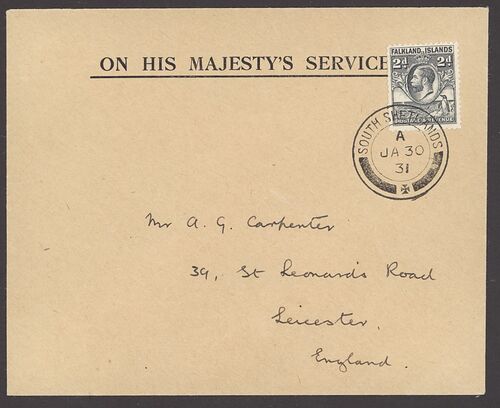 ON HIS MAJESTY'S SERVICE
FALKLAND ISLANDS
2d 2d
POSTAGE & REVENUE
SOUTH SHETLANDS
A
JA 30
31
Mr A. G. Carpenter
39, St Leonards Road
Leicester.
England.